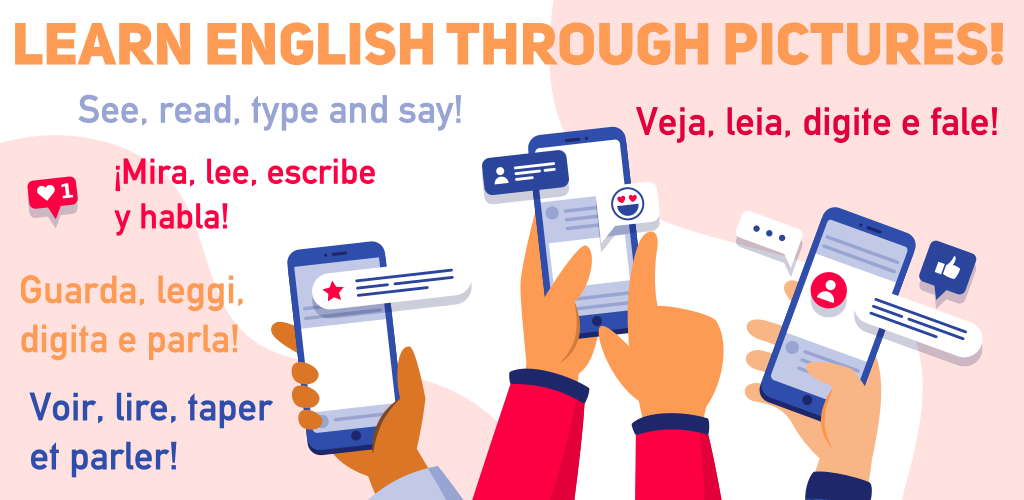 LEARN ENGLISH THROUGH PICTURES!
See, read, type and say!
Veja, leia, digite e fale!
¡Mira, lee, escribe
y habla!
1
Guarda, leggi,
digita e parla!
Voir, lire, taper
et parler!